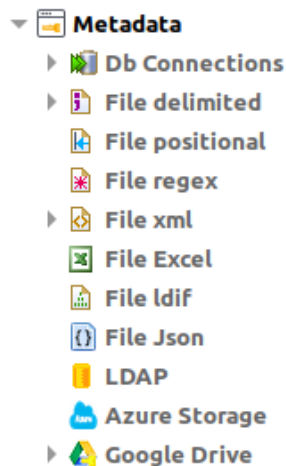 Metadata
Db Connections
File delimited
File positional
File regex
File xml
File Excel
File ldif
File Json
LDAP
Azure Storage
Google Drive